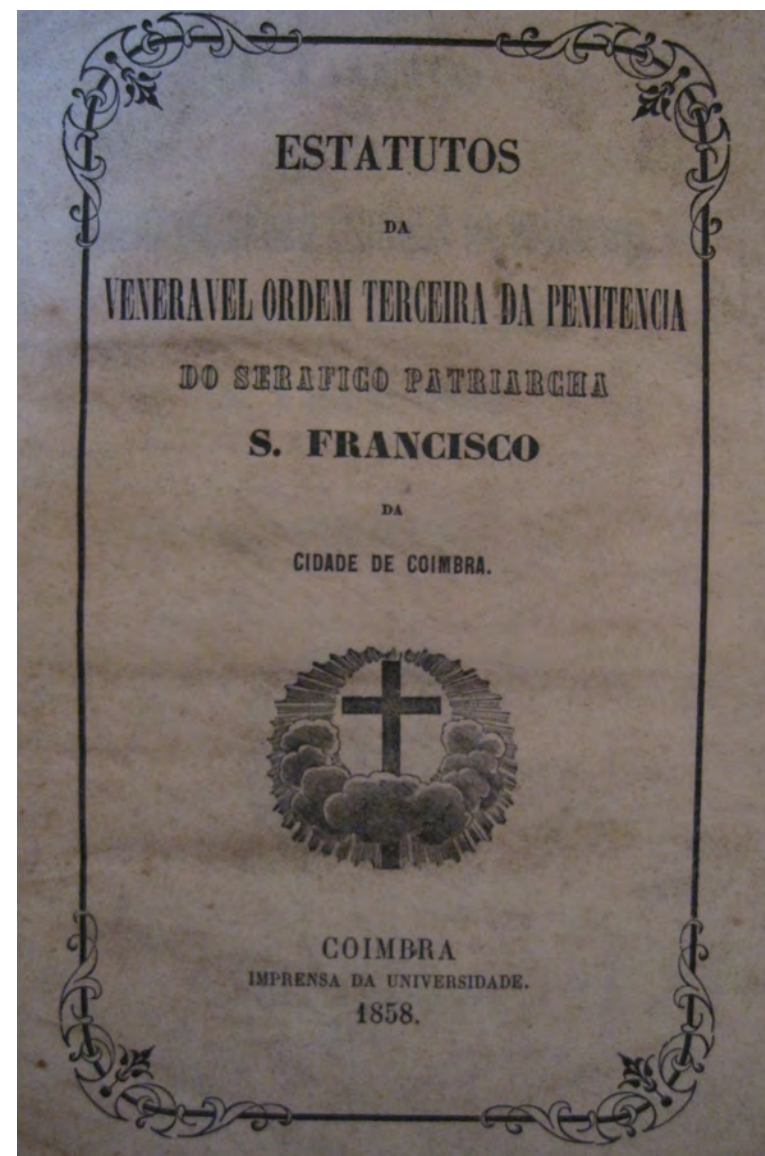 ESTATUTOS
DA
VENERAVEL ORDEM TERCEIRA DA PENITENCIA
DO SERAFICO PATRIARCHA
S. FRANCISCO
DA
CIDADE DE COIMBRA.
COIMBRA
IMPRENSA DA UNIVERSIDADE.
1858.